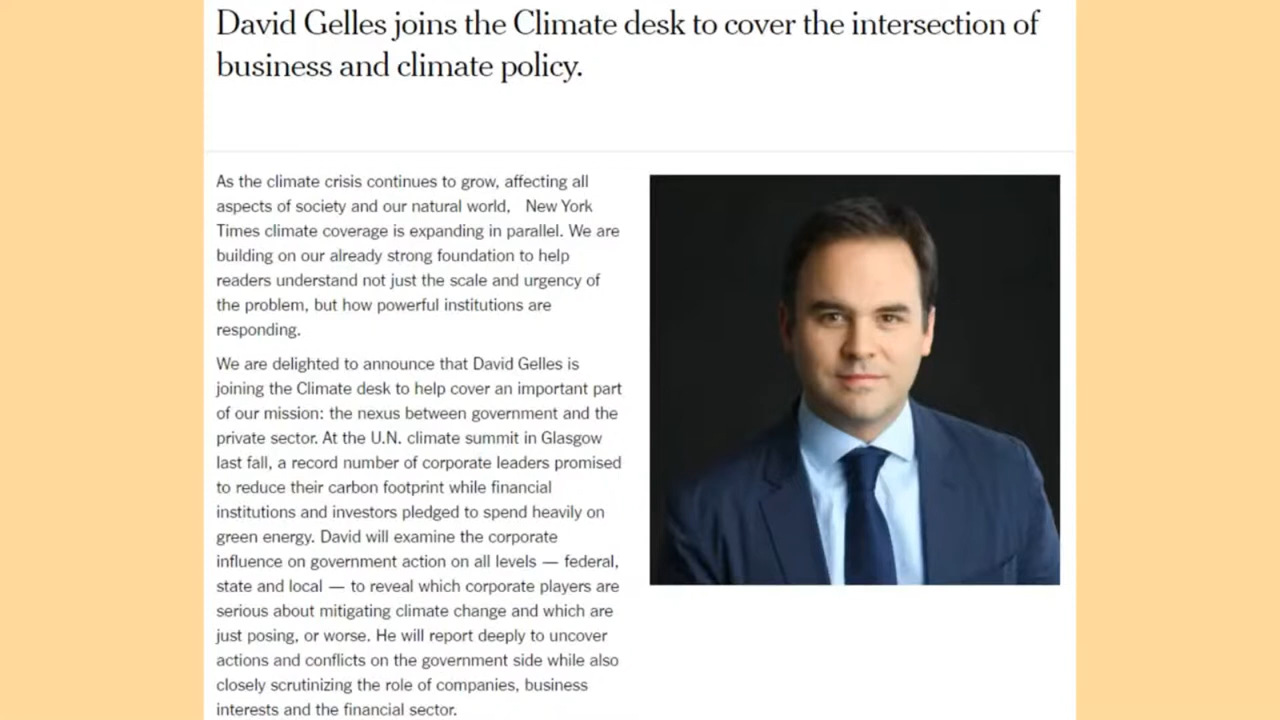 David Gelles joins the Climate desk to cover the intersection of
business and climate policy.
As the climate crisis continues to grow, affecting all
aspects of society and our natural world, New York
Times climate coverage is expanding in parallel. We are
building on our already strong foundation to help
readers understand not just the scale and urgency of
the problem, but how powerful institutions are
responding.
We are delighted to announce that David Gelles is
joining the Climate desk to help cover an important part
of our mission: the nexus between government and the
private sector. At the U.N. climate summit in Glasgow
last fall, a record number of corporate leaders promised
to reduce their carbon footprint while financial
institutions and investors pledged to spend heavily on
green energy. David will examine the corporate
influence on government action on all levels — federal,
state and local — to reveal which corporate players are
serious about mitigating climate change and which are
just posing, or worse. He will report deeply to uncover
actions and conflicts on the government side while also
closely scrutinizing the role of companies, business
interests and the financial sector.